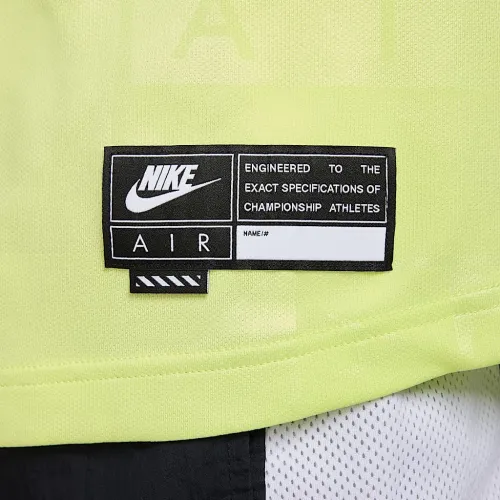 NIKE
ENGINEERED TO THE
EXACT SPECIFICATIONS OF
CHAMPIONSHIP ATHLETES
AIR
NAME/#